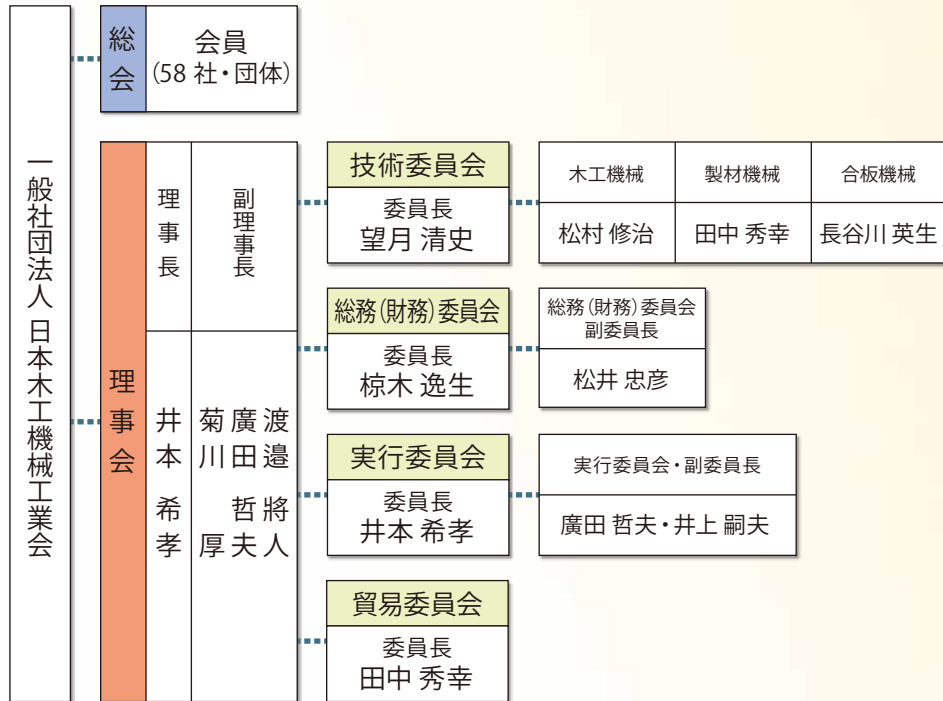 一般社団法人 日本木工機械工業会
総会
会員
(58 社・団体)
理事会
理事長
井本 希孝
副理事長
渡邉 將人
廣田 哲夫
菊川 厚
技術委員会
委員長
望月 清史
木工機械
松村 修治
製材機械
田中 秀幸
合板機械
長谷川 英生
総務(財務)委員会
委員長
椋木 逸生
総務(財務)委員会
副委員長
松井 忠彦
実行委員会
委員長
井本 希孝
実行委員会・副委員長
廣田 哲夫・井上 嗣夫
貿易委員会
委員長
田中 秀幸